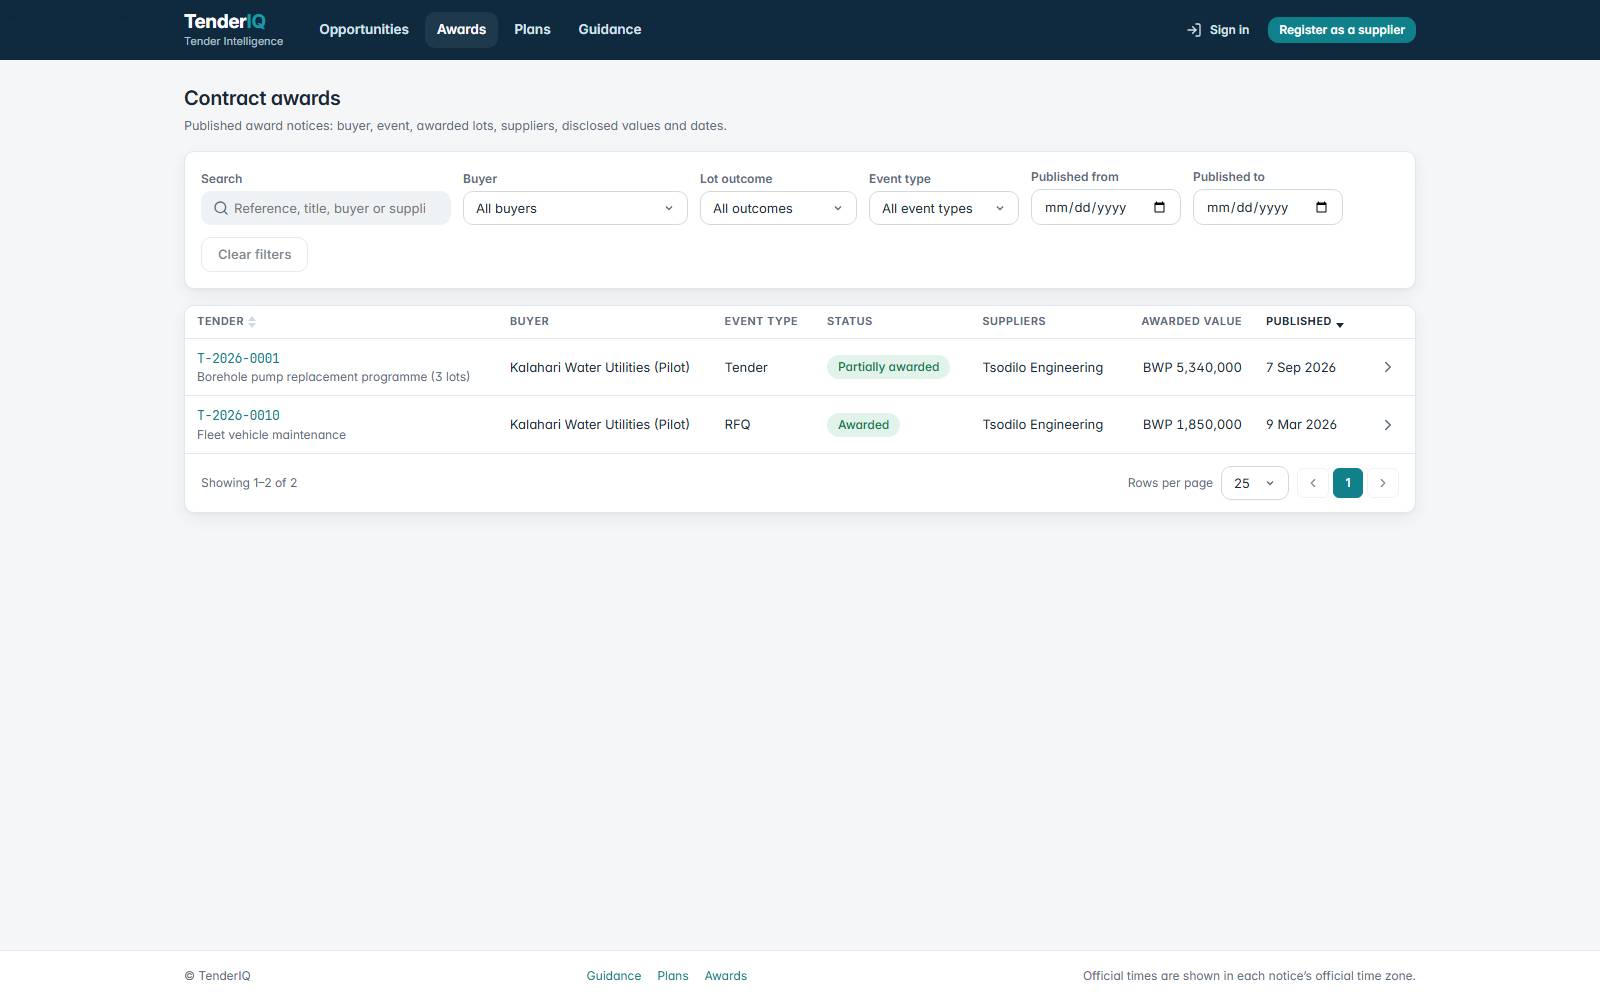 TenderIQ
Tender Intelligence
Opportunities Awards Plans Guidance
Sign in Register as a supplier
Contract awards
Published award notices: buyer, event, awarded lots, suppliers, disclosed values and dates.
Search Buyer Lot outcome Event type Published from Published to
Reference, title, buyer or suppli All buyers All outcomes All event types mm/dd/yyyy mm/dd/yyyy
Clear filters
TENDER BUYER EVENT TYPE STATUS SUPPLIERS AWARDED VALUE PUBLISHED
T-2026-0001
Borehole pump replacement programme (3 lots)
Kalahari Water Utilities (Pilot) Tender Partially awarded Tsodilo Engineering BWP 5,340,000 7 Sep 2026
T-2026-0010
Fleet vehicle maintenance
Kalahari Water Utilities (Pilot) RFQ Awarded Tsodilo Engineering BWP 1,850,000 9 Mar 2026
Showing 1–2 of 2 Rows per page 25 1
© TenderIQ Guidance Plans Awards Official times are shown in each notice’s official time zone.